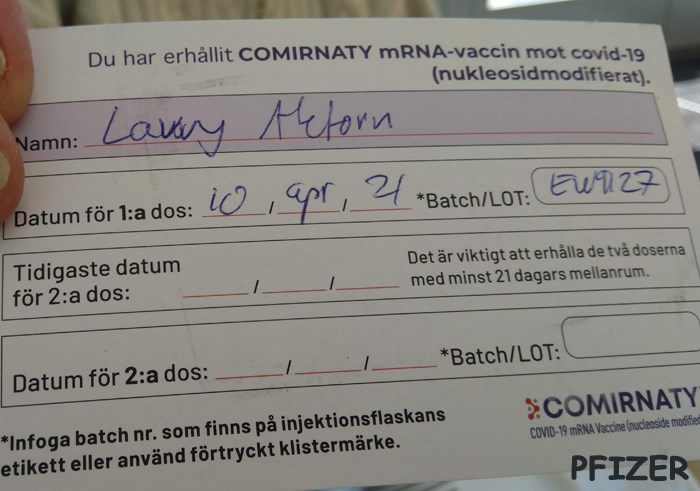 Du har erhållit COMIRNATY mRNA-vaccin mot covid-19
(nukleosidmodifierat).
Namn:
Datum för 1:a dos: 10, apr, 21 *Batch/LOT: EW9127
Tidigaste datum
för 2:a dos: / /
Det är viktigt att erhålla de två doserna
med minst 21 dagars mellanrum.
Datum för 2:a dos: / / *Batch/LOT:
*Infoga batch nr. som finns på injektionsflaskans
etikett eller använd förtryckt klistermärke.
COMIRNATY
COVID-19 mRNA Vaccine (nucleoside modified)
PFIZER